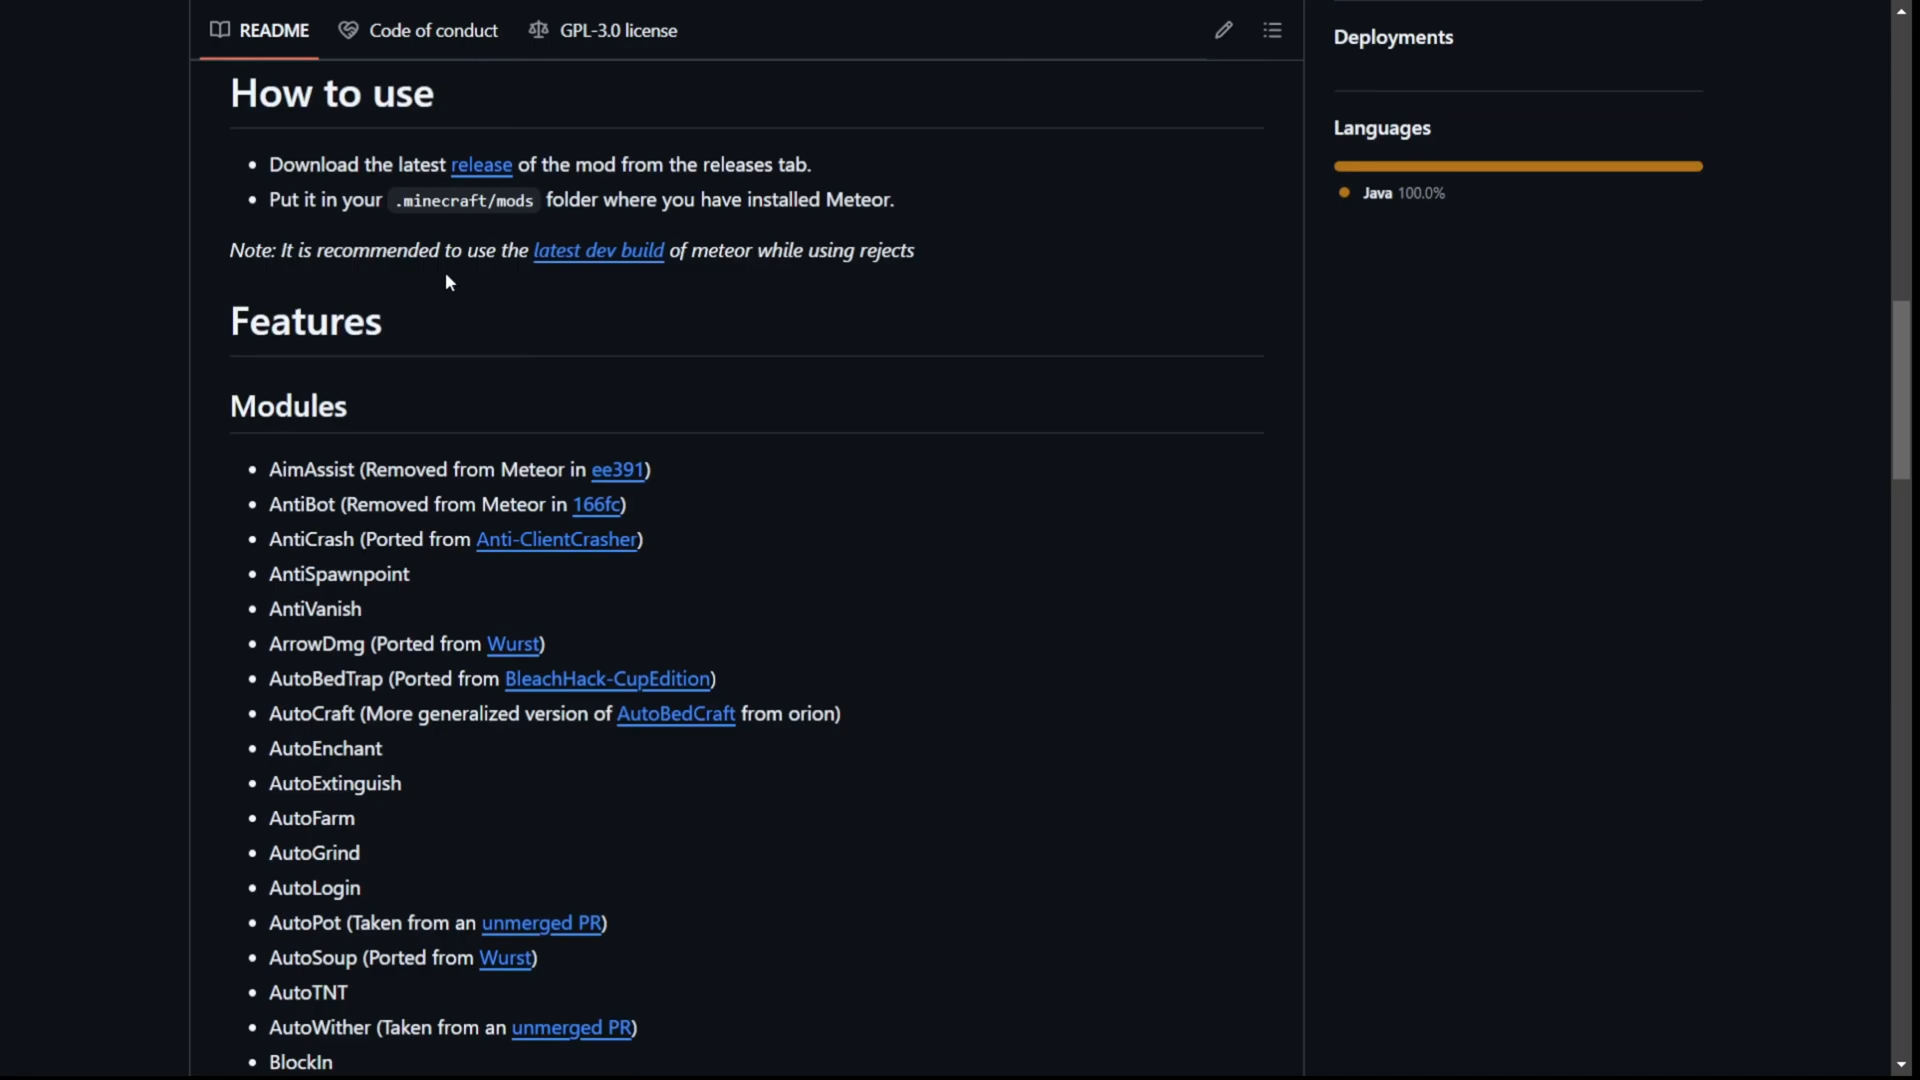 README Code of conduct GPL-3.0 license
How to use
• Download the latest release of the mod from the releases tab.
• Put it in your .minecraft/mods folder where you have installed Meteor.
Note: It is recommended to use the latest dev build of meteor while using rejects
Features
Modules
• AimAssist (Removed from Meteor in ee391)
• AntiBot (Removed from Meteor in 166fc)
• AntiCrash (Ported from Anti-ClientCrasher)
• AntiSpawnpoint
• AntiVanish
• ArrowDmg (Ported from Wurst)
• AutoBedTrap (Ported from BleachHack-CupEdition)
• AutoCraft (More generalized version of AutoBedCraft from orion)
• AutoEnchant
• AutoExtinguish
• AutoFarm
• AutoGrind
• AutoLogin
• AutoPot (Taken from an unmerged PR)
• AutoSoup (Ported from Wurst)
• AutoTNT
• AutoWither (Taken from an unmerged PR)
• BlockIn
Deployments
Languages
Java 100.0%